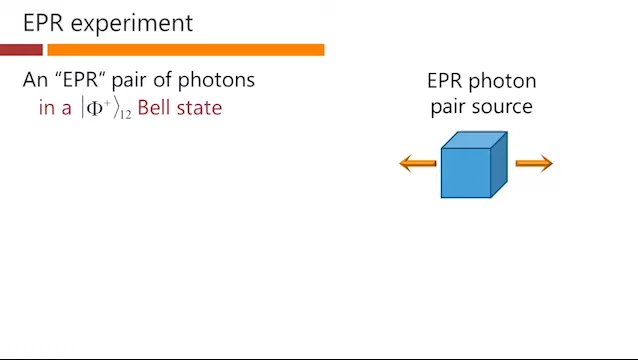 EPR experiment
An “EPR“ pair of photons
in a |Φ⁺⟩₁₂ Bell state
EPR photon
pair source